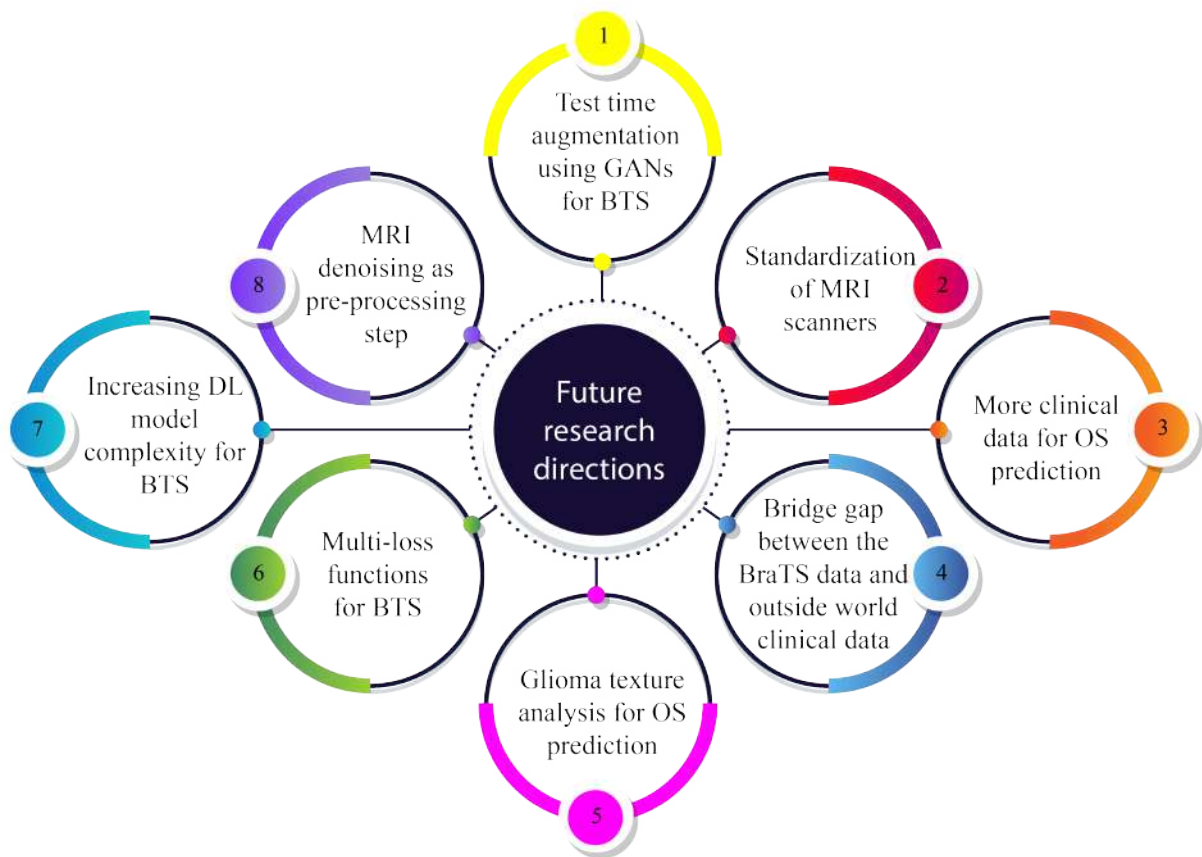 Future
research
directions
1
Test time
augmentation
using GANs
for BTS
2
Standardization
of MRI
scanners
3
More clinical
data for OS
prediction
4
Bridge gap
between the
BraTS data and
outside world
clinical data
5
Glioma texture
analysis for OS
prediction
6
Multi-loss
functions
for BTS
7
Increasing DL
model
complexity for
BTS
8
MRI
denoising as
pre-processing
step